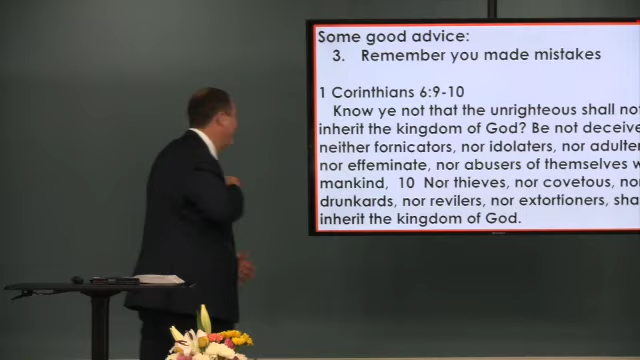 Some good advice:
3. Remember you made mistakes
1 Corinthians 6:9-10
Know ye not that the unrighteous shall
inherit the kingdom of God? Be not
neither fornicators, nor idolaters, nor
nor effeminate, nor abusers of themselves
mankind, 10 Nor thieves, nor covetous,
drunkards, nor revilers, nor extortioners,
inherit the kingdom of God.